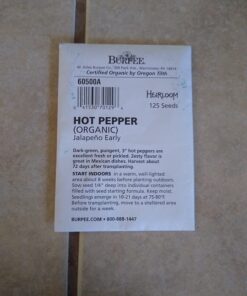 BURPEE
W. Atlee Burpee Co., 300 Park Ave., Warminster, PA 18974
Certified Organic by Oregon Tilth
60500A
Heirloom
125 Seeds
HOT PEPPER
(ORGANIC)
Jalapeño Early
Dark-green, pungent, 3" hot peppers are
excellent fresh or pickled. Zesty flavor is
great in Mexican dishes. Harvest about
72 days after transplanting.
START INDOORS in a warm, well-lighted
area about 8 weeks before planting outdoors.
Sow seed 1/4" deep into individual containers
filled with seed starting formula. Keep moist.
Seedlings emerge in 10-21 days at 75-80°F.
Before transplanting, move to a sheltered area
outside for a week.
BURPEE.COM • 800-888-1447